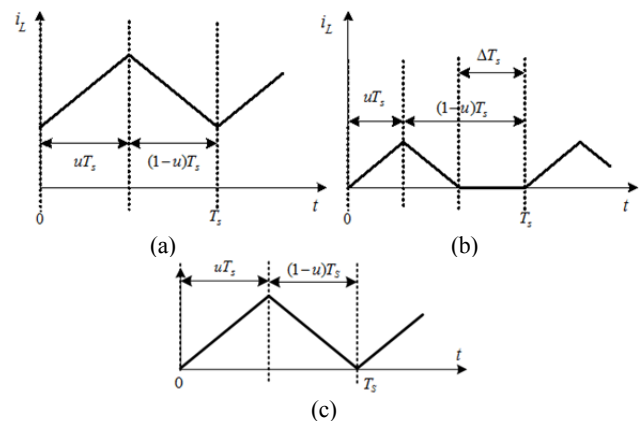 i_L
uT_s
(1-u)T_s
0
T_s
t
(a)
i_L
ΔT_s
uT_s
(1-u)T_s
0
T_s
t
(b)
uT_s
(1-u)T_S
t
0
T_S
(c)